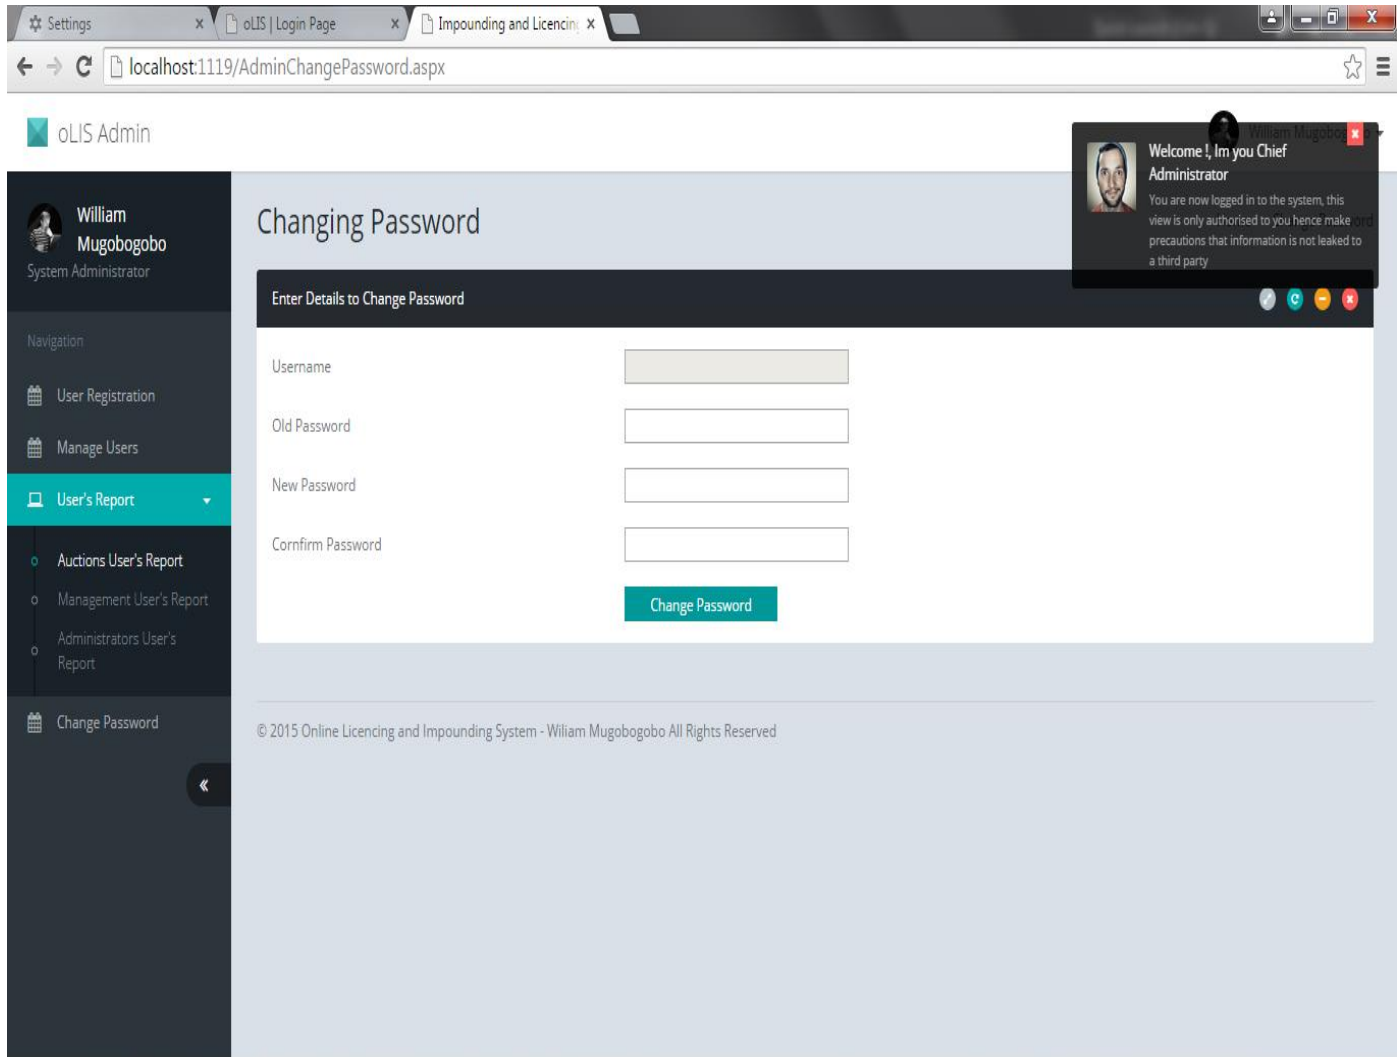 Settings
oLIS | Login Page
Impounding and Licencin
localhost:1119/AdminChangePassword.aspx
oLIS Admin
William Mugobog
Welcome !, Im you Chief
Administrator
You are now logged in to the system, this
view is only authorised to you hence make
precautions that information is not leaked to
a third party
William
Mugobogobo
System Administrator
Changing Password
Enter Details to Change Password
Navigation
User Registration
Manage Users
User's Report
Auctions User's Report
Management User's Report
Administrators User's
Report
Change Password
Username
Old Password
New Password
Cornfirm Password
Change Password
© 2015 Online Licencing and Impounding System - Wiliam Mugobogobo All Rights Reserved